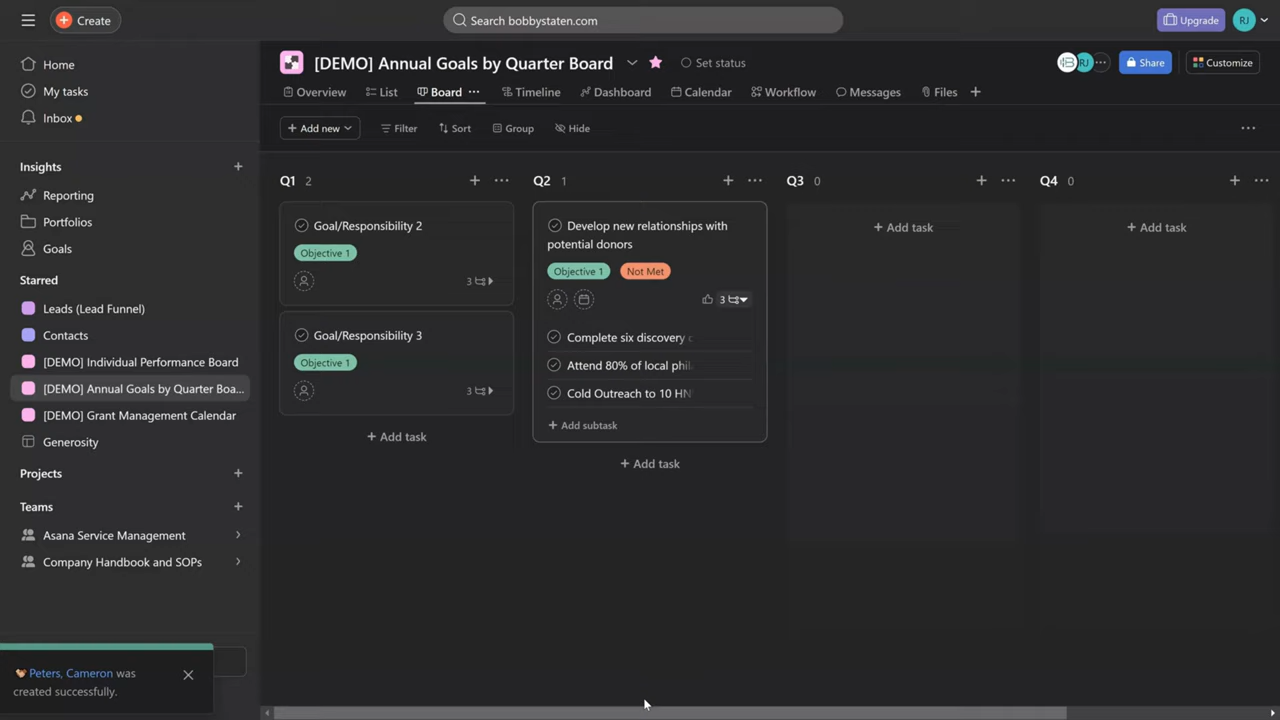 Create
Search bobbystaten.com
Upgrade
RJ
Home
My tasks
Inbox
Insights
Reporting
Portfolios
Goals
Starred
Leads (Lead Funnel)
Contacts
[DEMO] Individual Performance Board
[DEMO] Annual Goals by Quarter Boa...
[DEMO] Grant Management Calendar
Generosity
Projects
Teams
Asana Service Management
Company Handbook and SOPs
Peters, Cameron was
created successfully.
[DEMO] Annual Goals by Quarter Board
Set status
RJ
Share
Customize
Overview
List
Board
Timeline
Dashboard
Calendar
Workflow
Messages
Files
Add new
Filter
Sort
Group
Hide
Q1 2
Goal/Responsibility 2
Objective 1
3
Goal/Responsibility 3
Objective 1
3
Add task
Q2 1
Develop new relationships with
potential donors
Objective 1
Not Met
3
Complete six discovery
Attend 80% of local phil
Cold Outreach to 10 HN
Add subtask
Add task
Q3 0
Add task
Q4 0
Add task